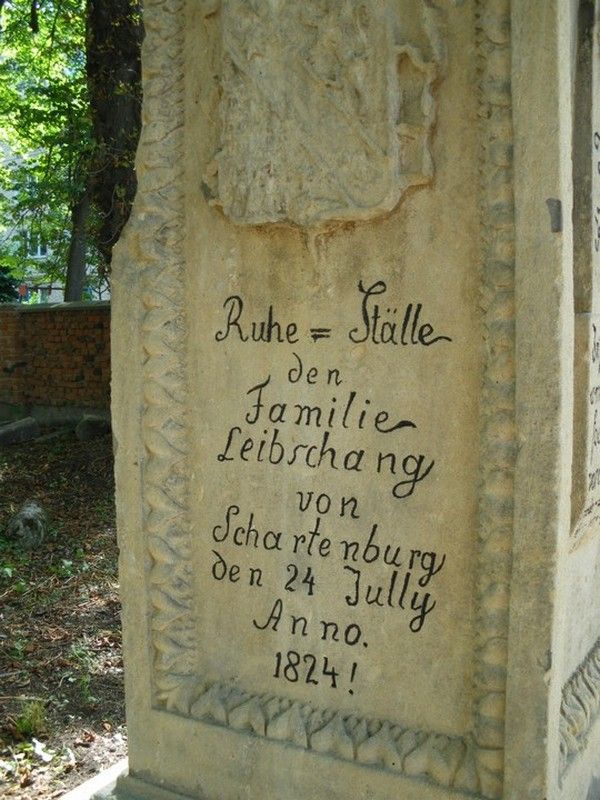 Ruhe = Ställe
den
Familie
Leibschang
von
Schartenburg
den 24 Jully
Anno.
1824!